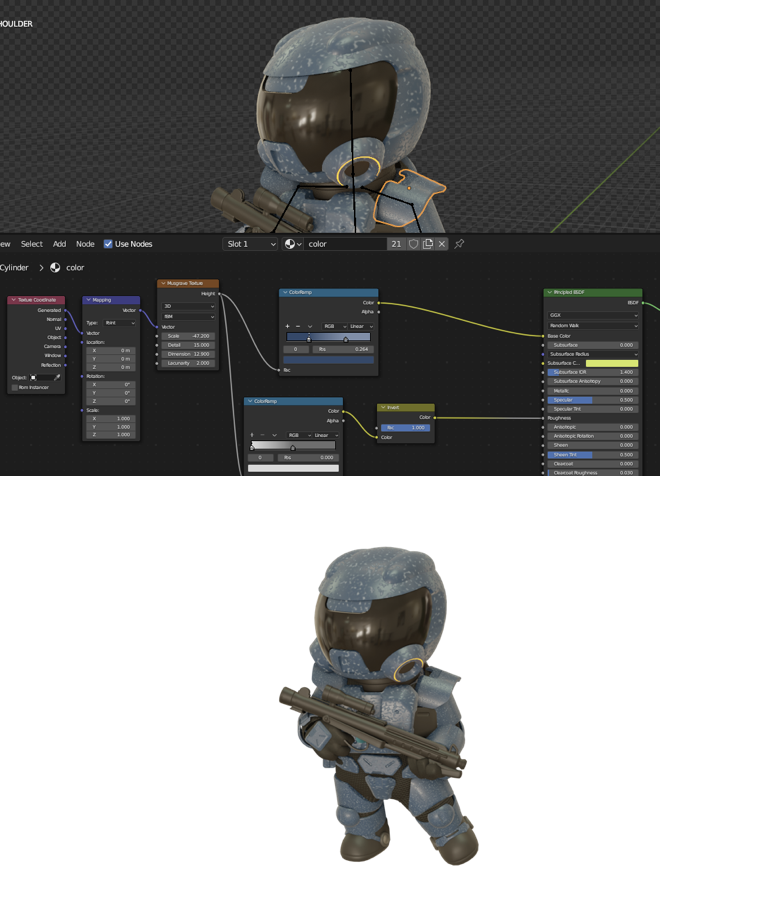 HOULDER
ew Select Add Node Use Nodes Slot 1 color 21
Cylinder > color
Texture Coordinate
Generated
Normal
UV
Object
Camera
Window
Reflection
Object:
From Instancer
Mapping
Vector
Type: Point
Vector
Location:
X 0 m
Y 0 m
Z 0 m
Rotation:
X 0°
Y 0°
Z 0°
Scale:
X 1.000
Y 1.000
Z 1.000
Musgrave Texture
Height
3D
fBM
Vector
Scale -47.200
Detail 15.000
Dimension 12.900
Lacunarity 2.000
ColorRamp
Color
Alpha
+ − RGB Linear
0 Pos 0.264
Fac
ColorRamp
Color
Alpha
+ − RGB Linear
0 Pos 0.000
Invert
Color
Fac 1.000
Color
Principled BSDF
BSDF
GGX
Random Walk
Base Color
Subsurface 0.000
Subsurface Radius
Subsurface C...
Subsurface IOR 1.400
Subsurface Anisotropy 0.000
Metallic 0.000
Specular 0.500
Specular Tint 0.000
Roughness
Anisotropic 0.000
Anisotropic Rotation 0.000
Sheen 0.000
Sheen Tint 0.500
Clearcoat 0.000
Clearcoat Roughness 0.030